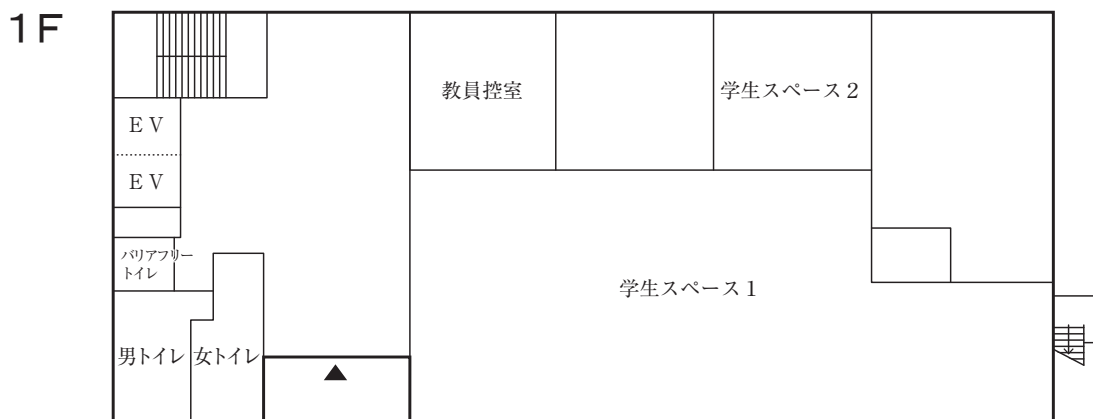 1F
教員控室
学生スペース2
EV
EV
バリアフリー
トイレ
学生スペース1
男トイレ
女トイレ